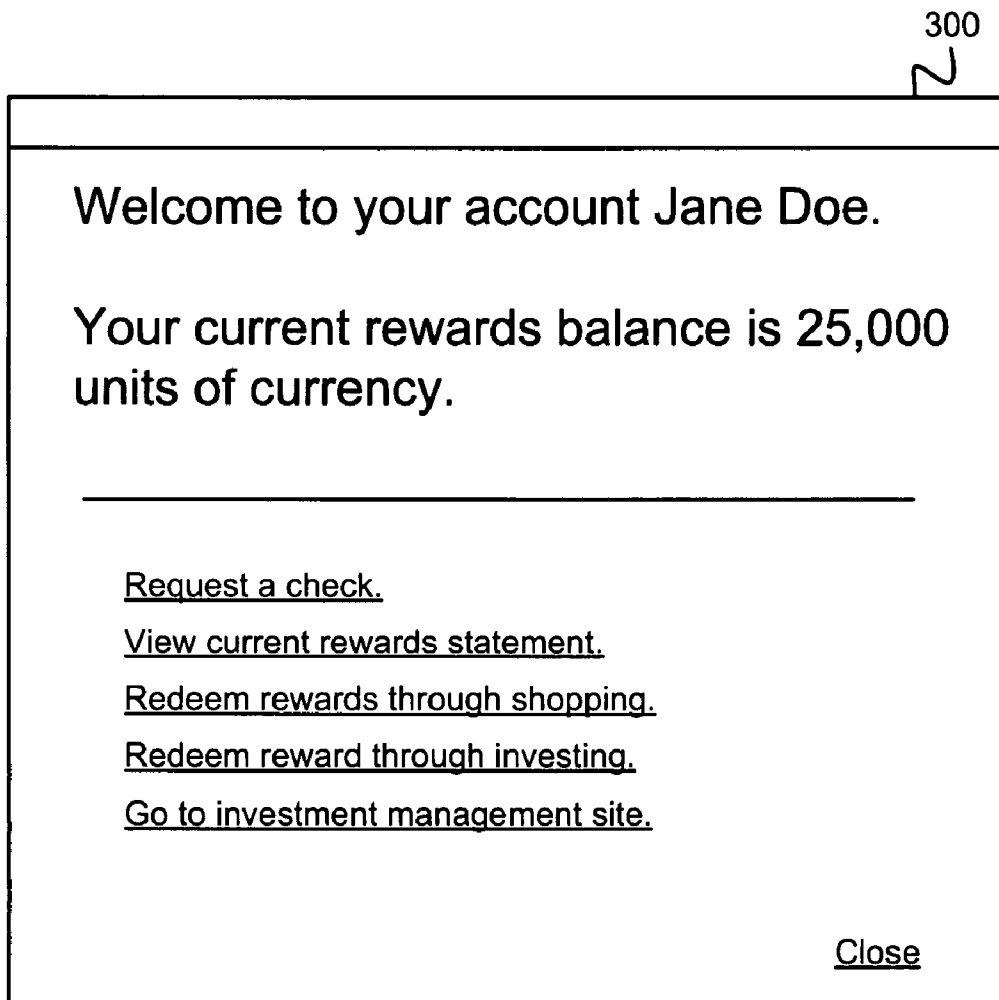 300
Welcome to your account Jane Doe.
Your current rewards balance is 25,000
units of currency.
Request a check.
View current rewards statement.
Redeem rewards through shopping.
Redeem reward through investing.
Go to investment management site.
Close